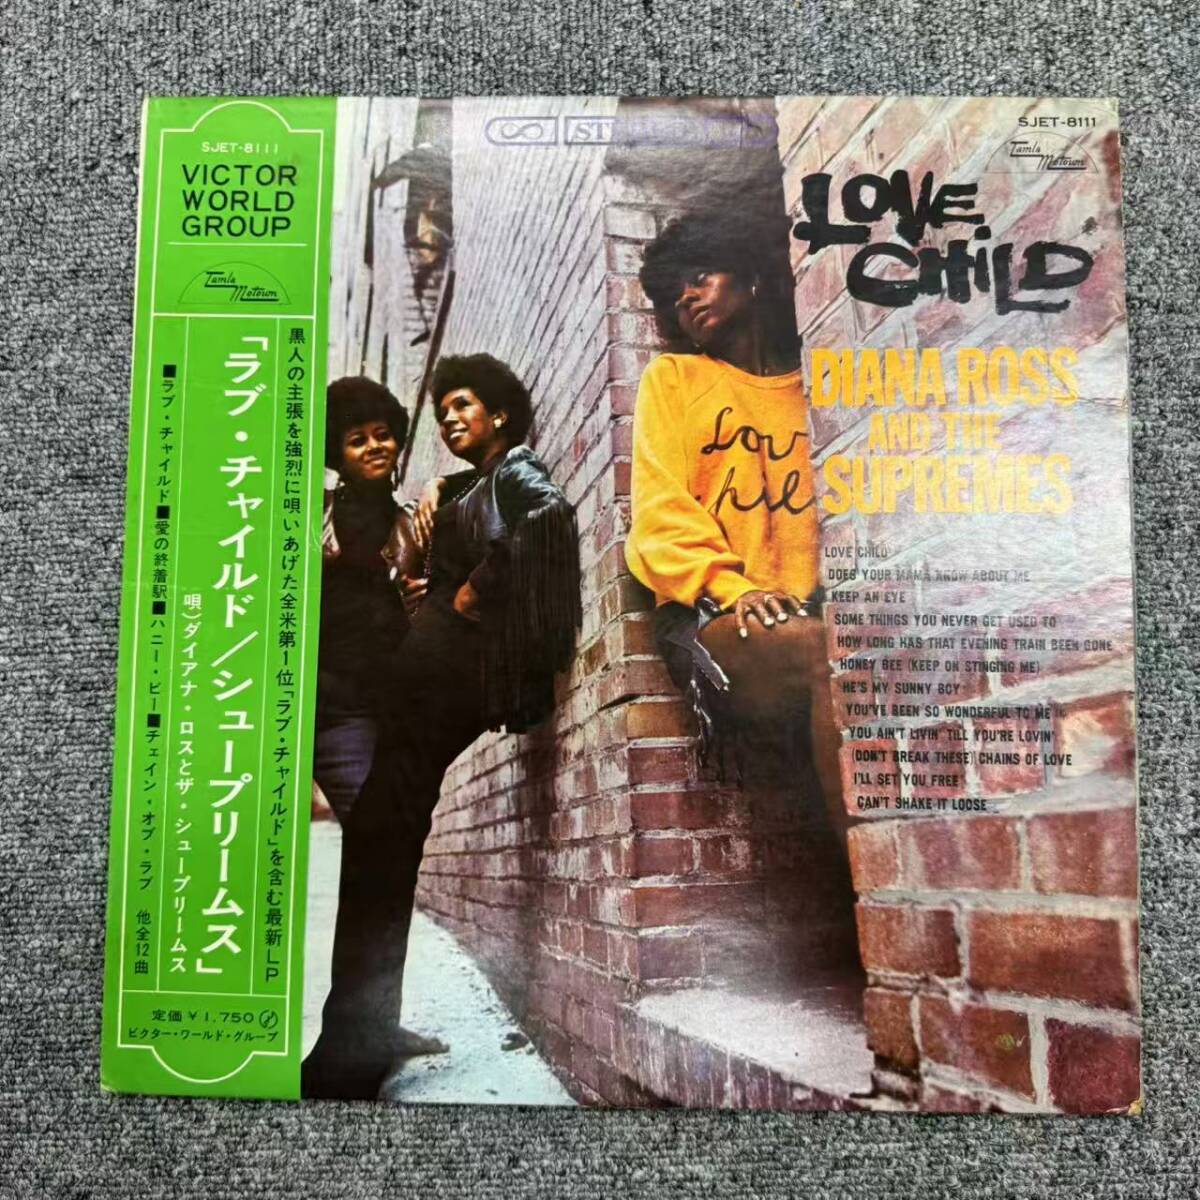 SJET-8111
VICTOR
WORLD
GROUP
Tamla
Motown
黒人の主張を強烈に唄いあげた全米第1位「ラブ・チャイルド」を含む最新LP
「ラブ・チャイルド/シュープリームス」
唄)ダイアナ・ロスとザ・シュープリームス
■ラブ・チャイルド■愛の終着駅■ハニー・ビー■チェイン・オブ・ラブ 他全12曲
定価¥1,750
ビクター・ワールド・グループ
SJET-8111
Tamla
Motown
LOVE
CHILD
DIANA ROSS
AND THE
SUPREMES
Lov
hil
LOVE CHILD
DOES YOUR MAMA KNOW ABOUT ME
KEEP AN EYE
SOME THINGS YOU NEVER GET USED TO
HOW LONG HAS THAT EVENING TRAIN BEEN GONE
HONEY BEE (KEEP ON STINGING ME)
HE'S MY SUNNY BOY
YOU'VE BEEN SO WONDERFUL TO ME
YOU AIN'T LIVIN' TILL YOU'RE LOVIN'
(DON'T BREAK THESE) CHAINS OF LOVE
I'LL SET YOU FREE
CAN'T SHAKE IT LOOSE